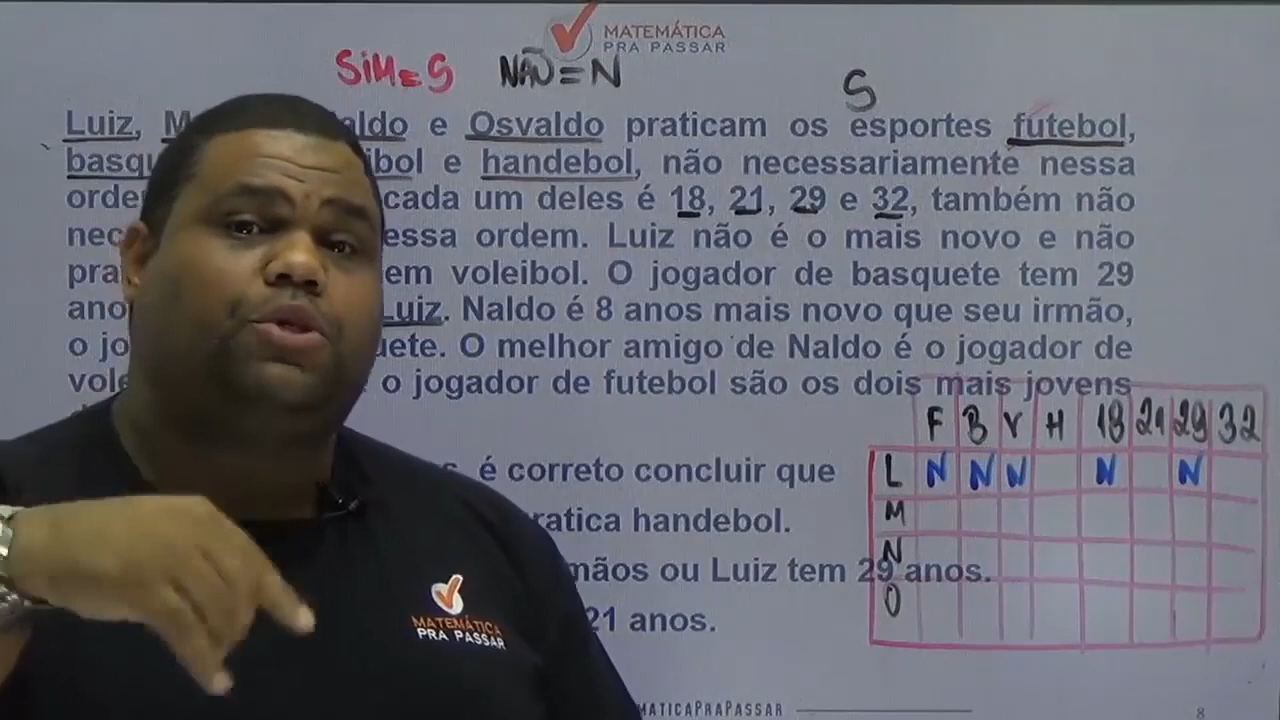 MATEMÁTICA
PRA PASSAR
SiM=S NÃO=N
S
Luiz, M aldo e Osvaldo praticam os esportes futebol,
basqu ibol e handebol, não necessariamente nessa
orde cada um deles é 18, 21, 29 e 32, também não
nec essa ordem. Luiz não é o mais novo e não
pra em voleibol. O jogador de basquete tem 29
ano Luiz. Naldo é 8 anos mais novo que seu irmão,
o jo uete. O melhor amigo de Naldo é o jogador de
vole o jogador de futebol são os dois mais jovens
F B V H 18 21 29 32
L N N N N N
M
N
O
é correto concluir que
ratica handebol.
mãos ou Luiz tem 29 anos.
21 anos.
MATEMÁTICA
PRA PASSAR
MATICAPRAPASSAR
8